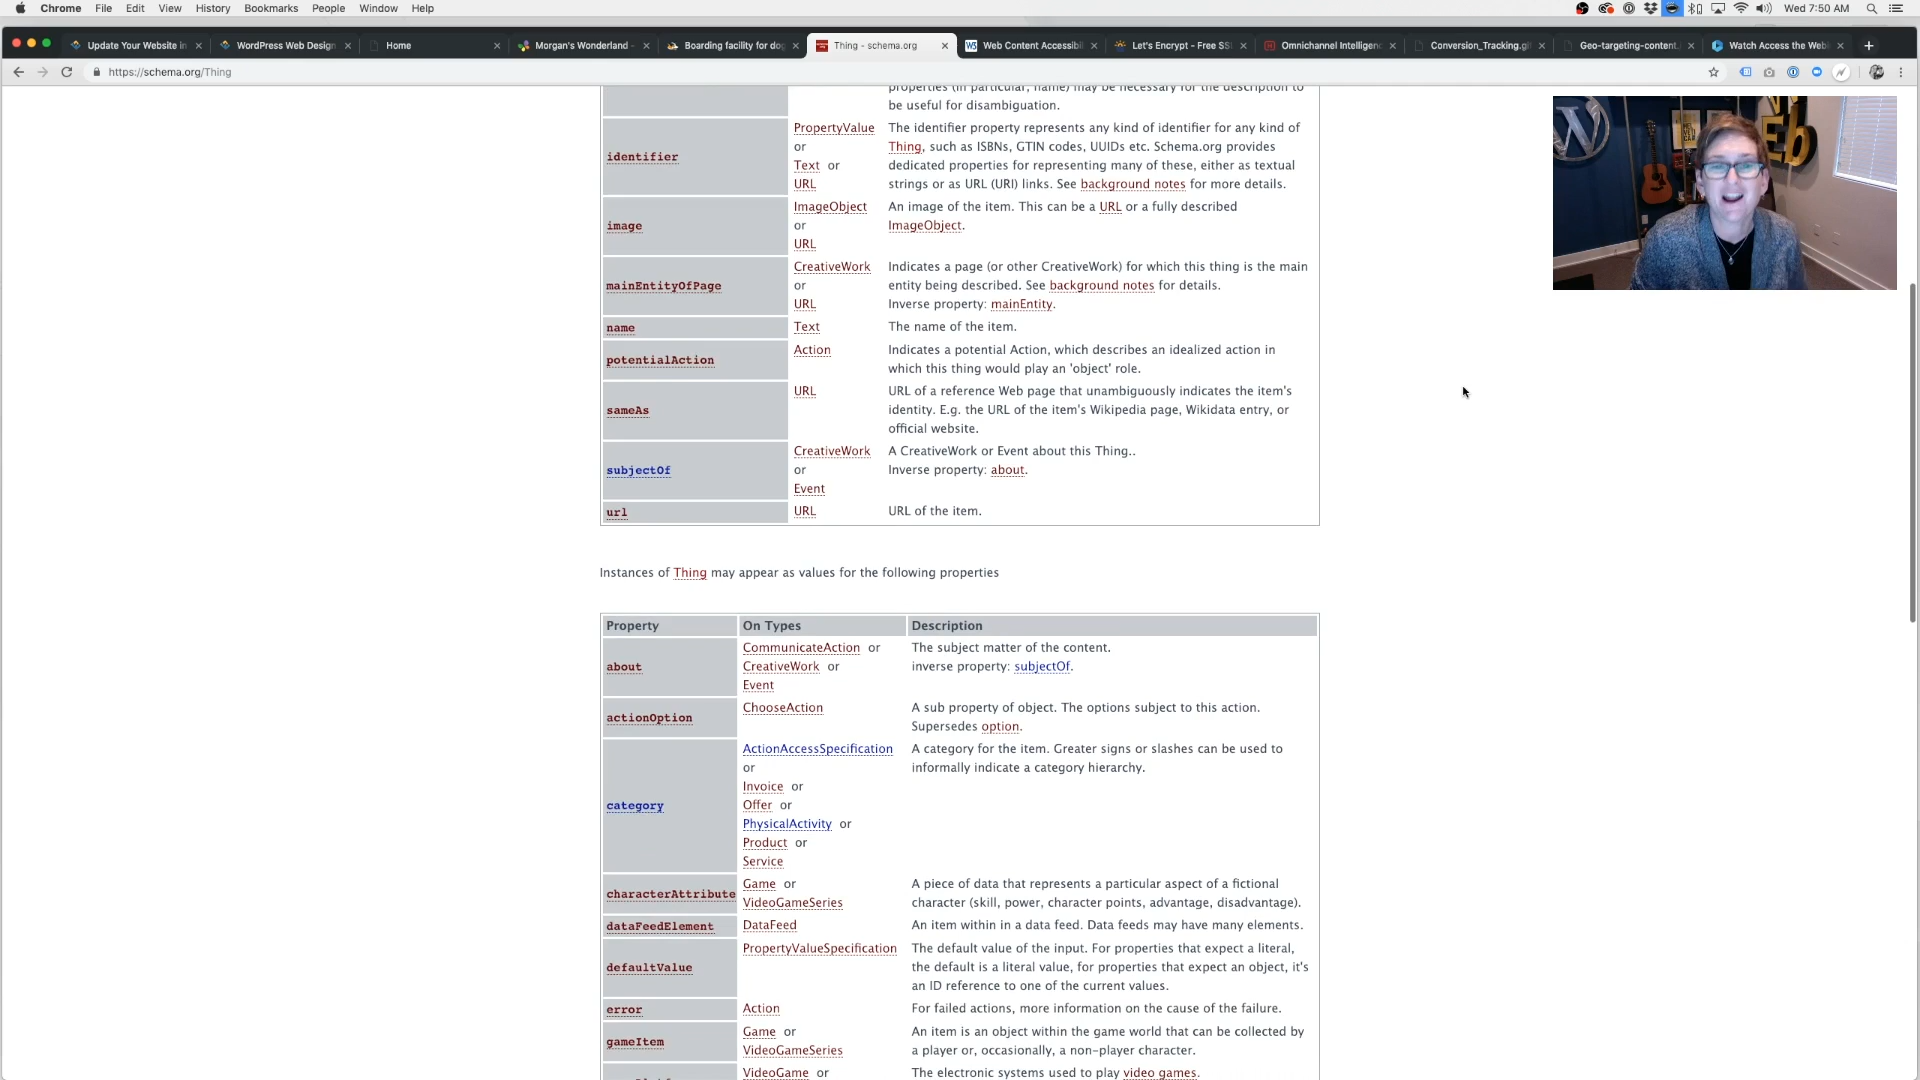 Chrome File Edit View History Bookmarks People Window Help Wed 7:50 AM
Update Your Website in WordPress Web Design Home Morgan's Wonderland - Boarding facility for dog Thing - schema.org Web Content Accessibil Let's Encrypt - Free SS Omnichannel Intelligen Conversion_Tracking.gi Geo-targeting-content. Watch Access the Web
https://schema.org/Thing
properties (in particular, name) may be necessary for the description to
be useful for disambiguation.
identifier
PropertyValue
or
Text or
URL
The identifier property represents any kind of identifier for any kind of
Thing, such as ISBNs, GTIN codes, UUIDs etc. Schema.org provides
dedicated properties for representing many of these, either as textual
strings or as URL (URI) links. See background notes for more details.
image
ImageObject
or
URL
An image of the item. This can be a URL or a fully described
ImageObject.
mainEntityOfPage
CreativeWork
or
URL
Indicates a page (or other CreativeWork) for which this thing is the main
entity being described. See background notes for details.
Inverse property: mainEntity.
name
Text
The name of the item.
potentialAction
Action
Indicates a potential Action, which describes an idealized action in
which this thing would play an 'object' role.
sameAs
URL
URL of a reference Web page that unambiguously indicates the item's
identity. E.g. the URL of the item's Wikipedia page, Wikidata entry, or
official website.
subjectOf
CreativeWork
or
Event
A CreativeWork or Event about this Thing..
Inverse property: about.
url
URL
URL of the item.
Instances of Thing may appear as values for the following properties
Property On Types Description
about
CommunicateAction or
CreativeWork or
Event
The subject matter of the content.
inverse property: subjectOf.
actionOption
ChooseAction
A sub property of object. The options subject to this action.
Supersedes option.
category
ActionAccessSpecification
or
Invoice or
Offer or
PhysicalActivity or
Product or
Service
A category for the item. Greater signs or slashes can be used to
informally indicate a category hierarchy.
characterAttribute
Game or
VideoGameSeries
A piece of data that represents a particular aspect of a fictional
character (skill, power, character points, advantage, disadvantage).
dataFeedElement
DataFeed
An item within in a data feed. Data feeds may have many elements.
defaultValue
PropertyValueSpecification
The default value of the input. For properties that expect a literal,
the default is a literal value, for properties that expect an object, it's
an ID reference to one of the current values.
error
Action
For failed actions, more information on the cause of the failure.
gameItem
Game or
VideoGameSeries
An item is an object within the game world that can be collected by
a player or, occasionally, a non-player character.
VideoGame or
The electronic systems used to play video games.